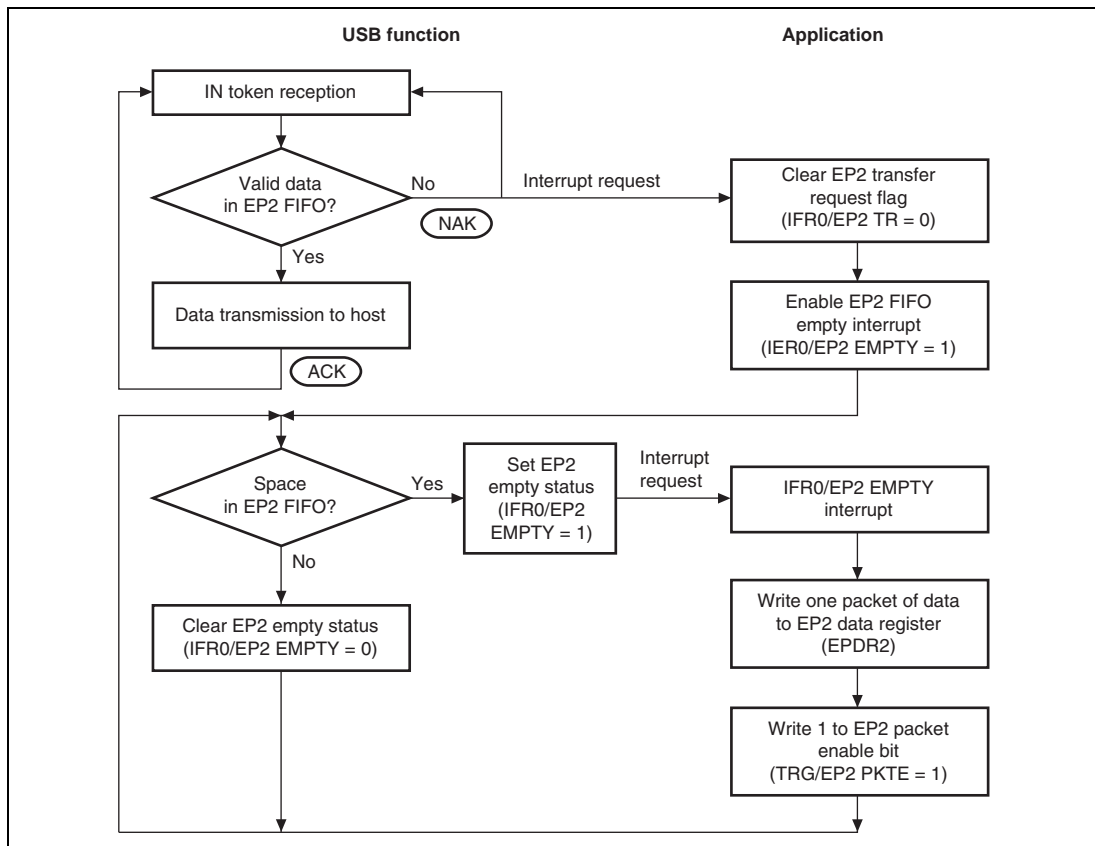 USB function
Application
IN token reception
Valid data
in EP2 FIFO?
No
NAK
Interrupt request
Clear EP2 transfer
request flag
(IFR0/EP2 TR = 0)
Yes
Data transmission to host
ACK
Enable EP2 FIFO
empty interrupt
(IER0/EP2 EMPTY = 1)
Space
in EP2 FIFO?
Yes
Set EP2
empty status
(IFR0/EP2
EMPTY = 1)
Interrupt
request
IFR0/EP2 EMPTY
interrupt
No
Clear EP2 empty status
(IFR0/EP2 EMPTY = 0)
Write one packet of data
to EP2 data register
(EPDR2)
Write 1 to EP2 packet
enable bit
(TRG/EP2 PKTE = 1)